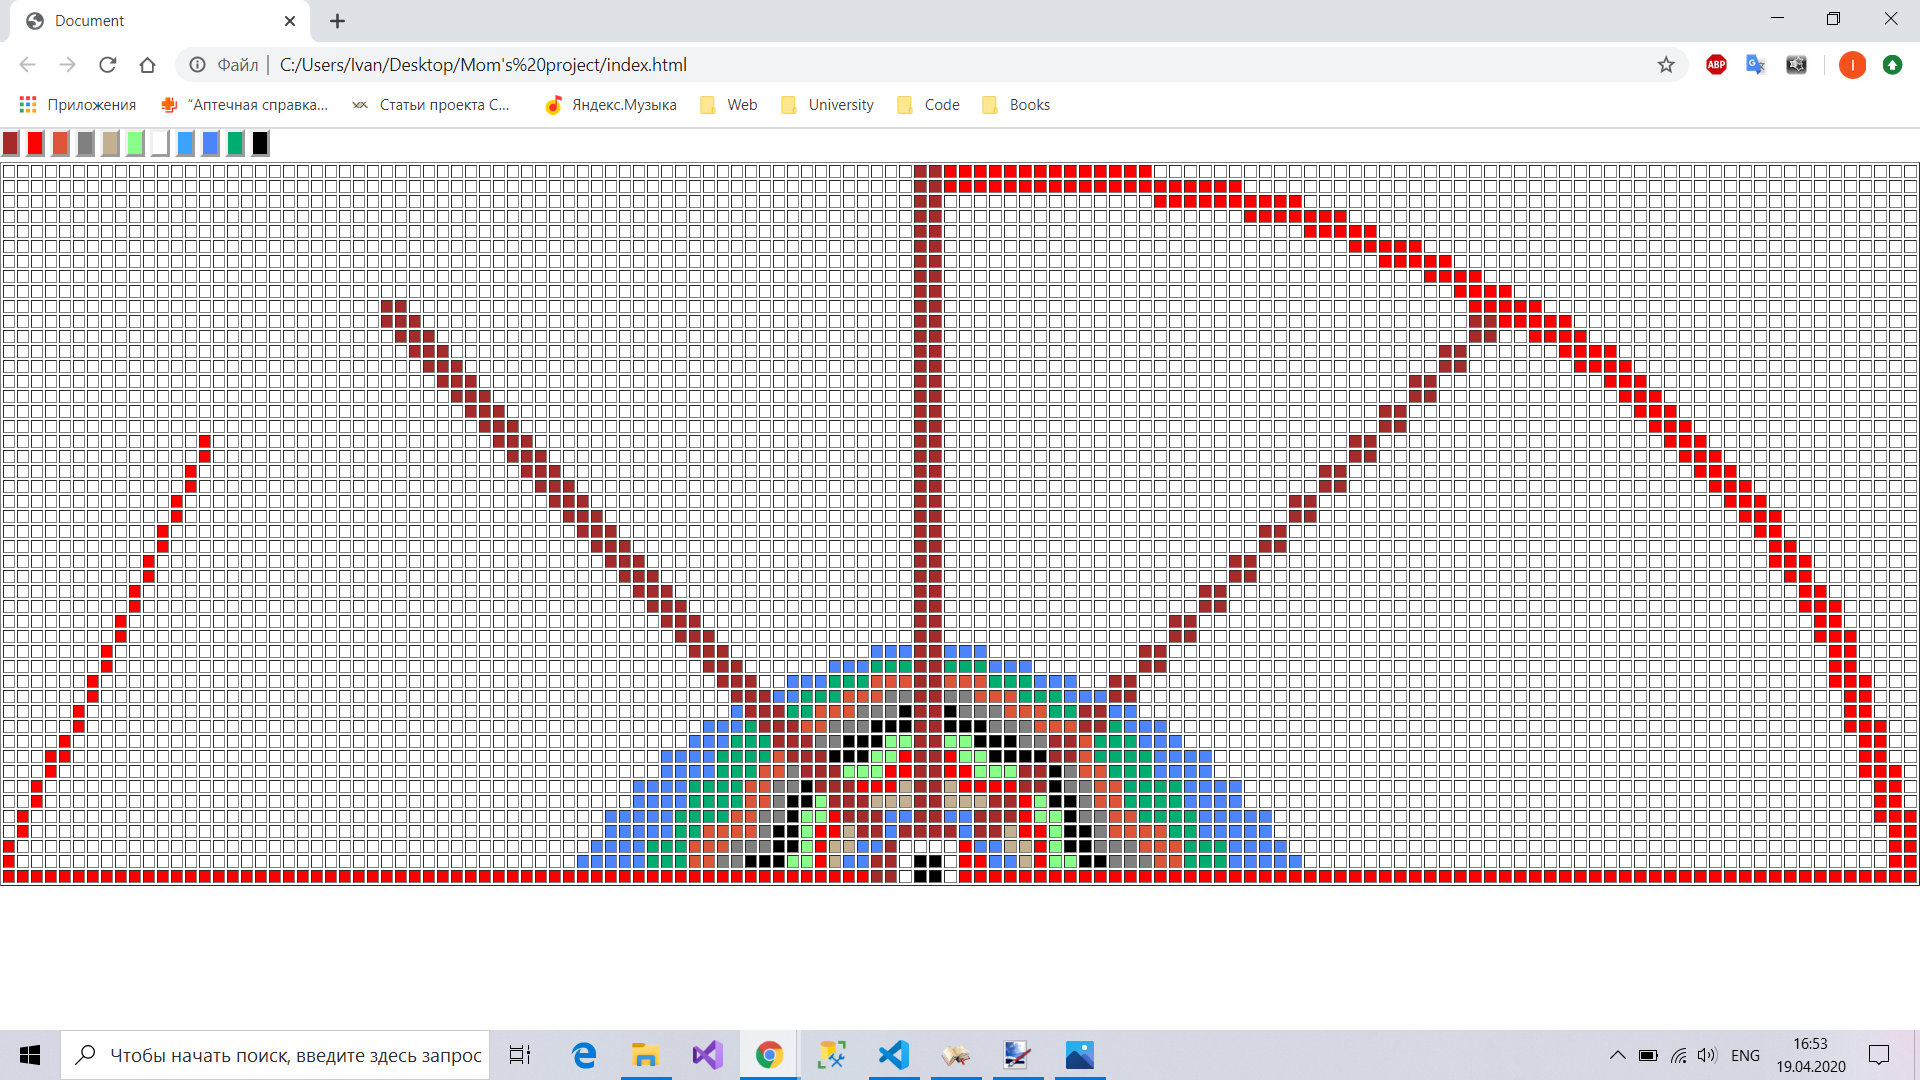 Document
Файл | C:/Users/Ivan/Desktop/Mom's%20project/index.html
ABP
I
Приложения "Аптечная справка... Статьи проекта С... Яндекс.Музыка Web University Code Books
Чтобы начать поиск, введите здесь запрос
ENG
16:53
19.04.2020